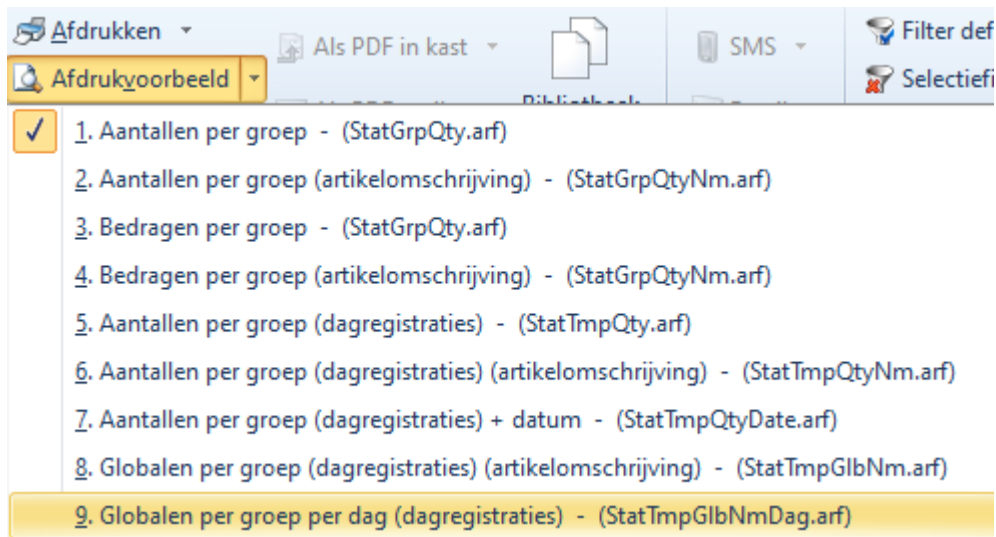 Afdrukken
Als PDF in kast
SMS
Filter def
Afdrukvoorbeeld
Selectiefi
1. Aantallen per groep - (StatGrpQty.arf)
2. Aantallen per groep (artikelomschrijving) - (StatGrpQtyNm.arf)
3. Bedragen per groep - (StatGrpQty.arf)
4. Bedragen per groep (artikelomschrijving) - (StatGrpQtyNm.arf)
5. Aantallen per groep (dagregistraties) - (StatTmpQty.arf)
6. Aantallen per groep (dagregistraties) (artikelomschrijving) - (StatTmpQtyNm.arf)
7. Aantallen per groep (dagregistraties) + datum - (StatTmpQtyDate.arf)
8. Globalen per groep (dagregistraties) (artikelomschrijving) - (StatTmpGlbNm.arf)
9. Globalen per groep per dag (dagregistraties) - (StatTmpGlbNmDag.arf)